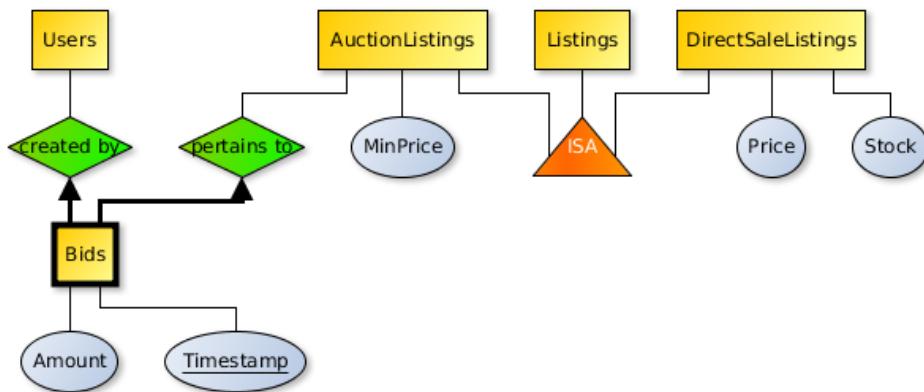 Users
AuctionListings
Listings
DirectSaleListings
created by
pertains to
MinPrice
ISA
Price
Stock
Bids
Amount
Timestamp